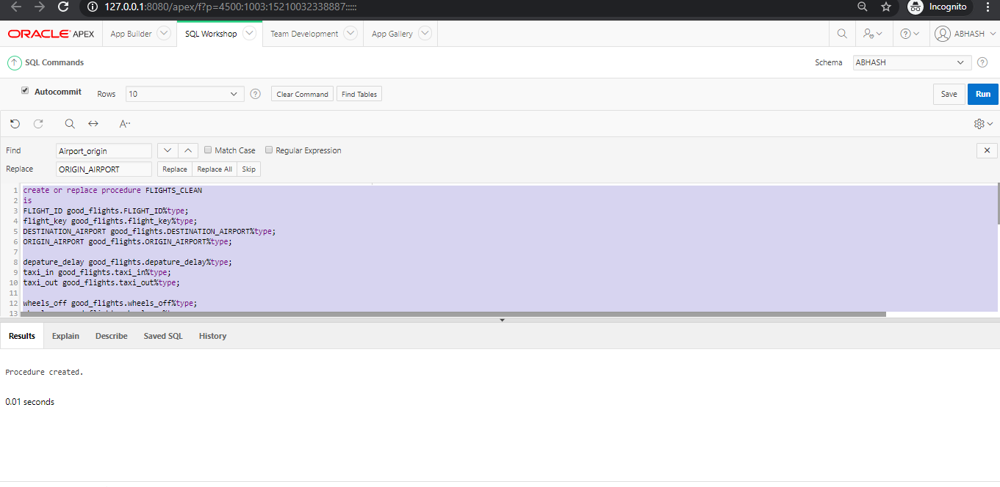 127.0.0.1:8080/apex/f?p=4500:1003:15210032338887:::::
Incognito
ORACLE APEX
App Builder
SQL Workshop
Team Development
App Gallery
?
ABHASH
SQL Commands
Schema
ABHASH
?
Autocommit
Rows
10
?
Clear Command
Find Tables
Save
Run
A··
Find
Airport_origin
Match Case
Regular Expression
Replace
ORIGIN_AIRPORT
Replace
Replace All
Skip
1 create or replace procedure FLIGHTS_CLEAN
2 is
3 FLIGHT_ID good_flights.FLIGHT_ID%type;
4 flight_key good_flights.flight_key%type;
5 DESTINATION_AIRPORT good_flights.DESTINATION_AIRPORT%type;
6 ORIGIN_AIRPORT good_flights.ORIGIN_AIRPORT%type;
7
8 depature_delay good_flights.depature_delay%type;
9 taxi_in good_flights.taxi_in%type;
10 taxi_out good_flights.taxi_out%type;
11
12 wheels_off good_flights.wheels_off%type;
13
Results
Explain
Describe
Saved SQL
History
Procedure created.
0.01 seconds